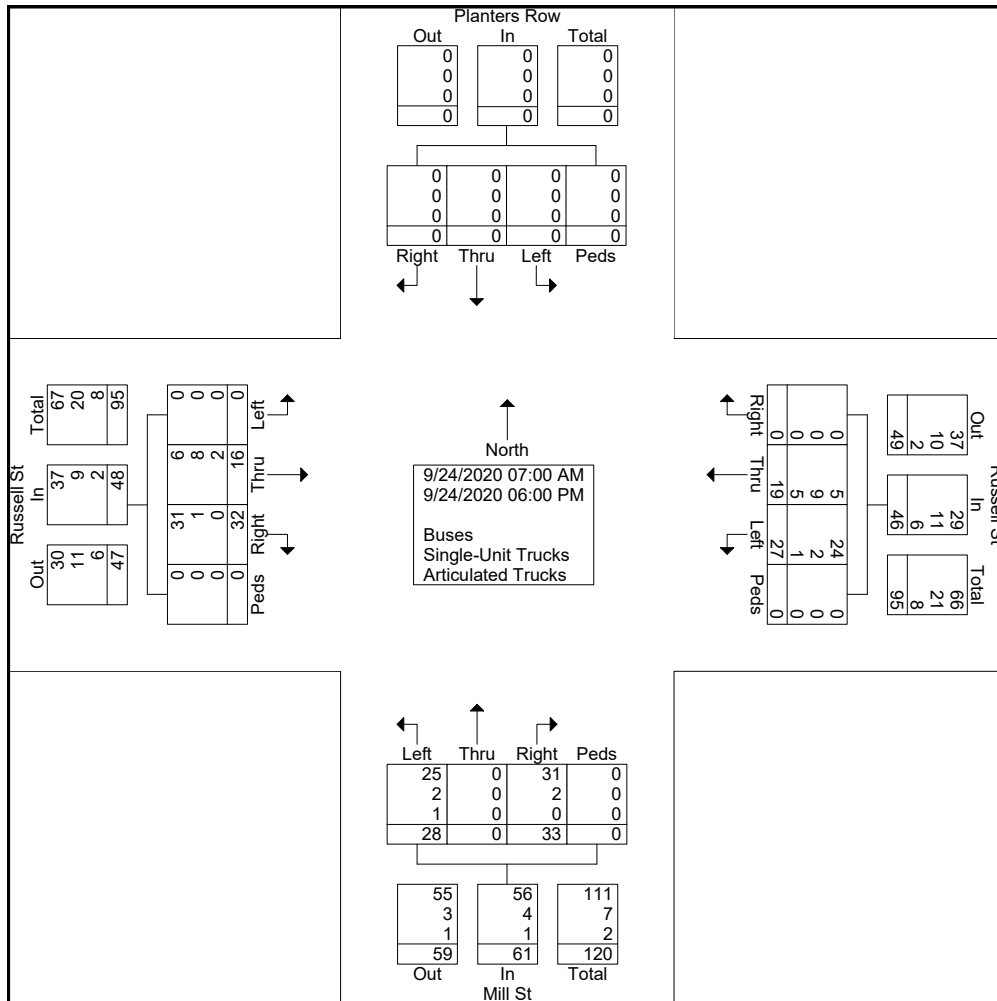 Planters Row
Out In Total
0 0 0
0 0 0
0 0 0
0 0 0
0 0 0 0
0 0 0 0
0 0 0 0
0 0 0 0
Right Thru Left Peds
Russell St
Out In Total
30 37 67
11 9 20
6 2 8
47 48 95
Peds Right Thru Left
0 31 6 0
0 1 8 0
0 0 2 0
0 32 16 0
North
9/24/2020 07:00 AM
9/24/2020 06:00 PM
Buses
Single-Unit Trucks
Articulated Trucks
Right Thru Left Peds
0 5 24 0
0 9 2 0
0 5 1 0
0 19 27 0
Out In Total
37 29 66
10 11 21
2 6 8
49 46 95
Russell St
Left Thru Right Peds
25 0 31 0
2 0 2 0
1 0 0 0
28 0 33 0
55 56 111
3 4 7
1 1 2
59 61 120
Out In Total
Mill St